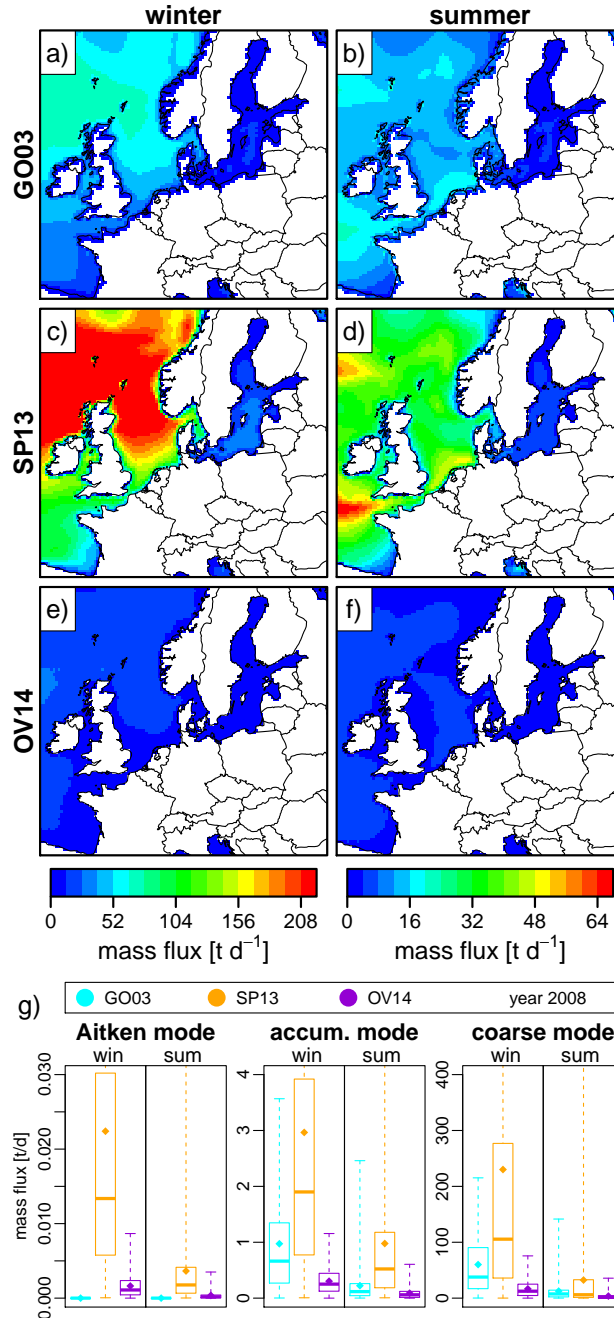 winter summer
a) b)
GO03
c) d)
SP13
e) f)
OV14
0 52 104 156 208 0 16 32 48 64
mass flux [t d⁻¹] mass flux [t d⁻¹]
g) GO03 SP13 OV14 year 2008
Aitken mode accum. mode coarse mode
win sum win sum win sum
mass flux [t/d]
0.000 0.010 0.020 0.030
0 1 2 3 4
0 100 200 300 400